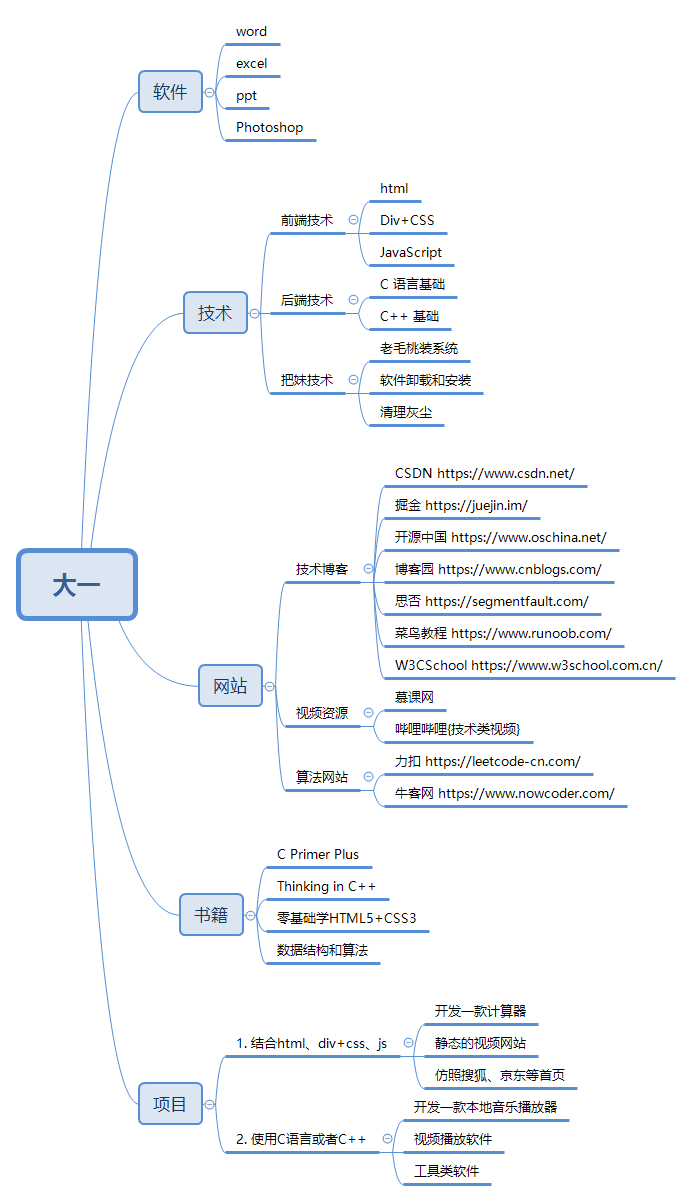 大一
软件
word
excel
ppt
Photoshop
技术
前端技术
html
Div+CSS
JavaScript
后端技术
C 语言基础
C++ 基础
把妹技术
老毛桃装系统
软件卸载和安装
清理灰尘
网站
技术博客
CSDN https://www.csdn.net/
掘金 https://juejin.im/
开源中国 https://www.oschina.net/
博客园 https://www.cnblogs.com/
思否 https://segmentfault.com/
菜鸟教程 https://www.runoob.com/
W3CSchool https://www.w3school.com.cn/
视频资源
慕课网
哔哩哔哩{技术类视频}
算法网站
力扣 https://leetcode-cn.com/
牛客网 https://www.nowcoder.com/
书籍
C Primer Plus
Thinking in C++
零基础学HTML5+CSS3
数据结构和算法
项目
1. 结合html、div+css、js
开发一款计算器
静态的视频网站
仿照搜狐、京东等首页
2. 使用C语言或者C++
开发一款本地音乐播放器
视频播放软件
工具类软件